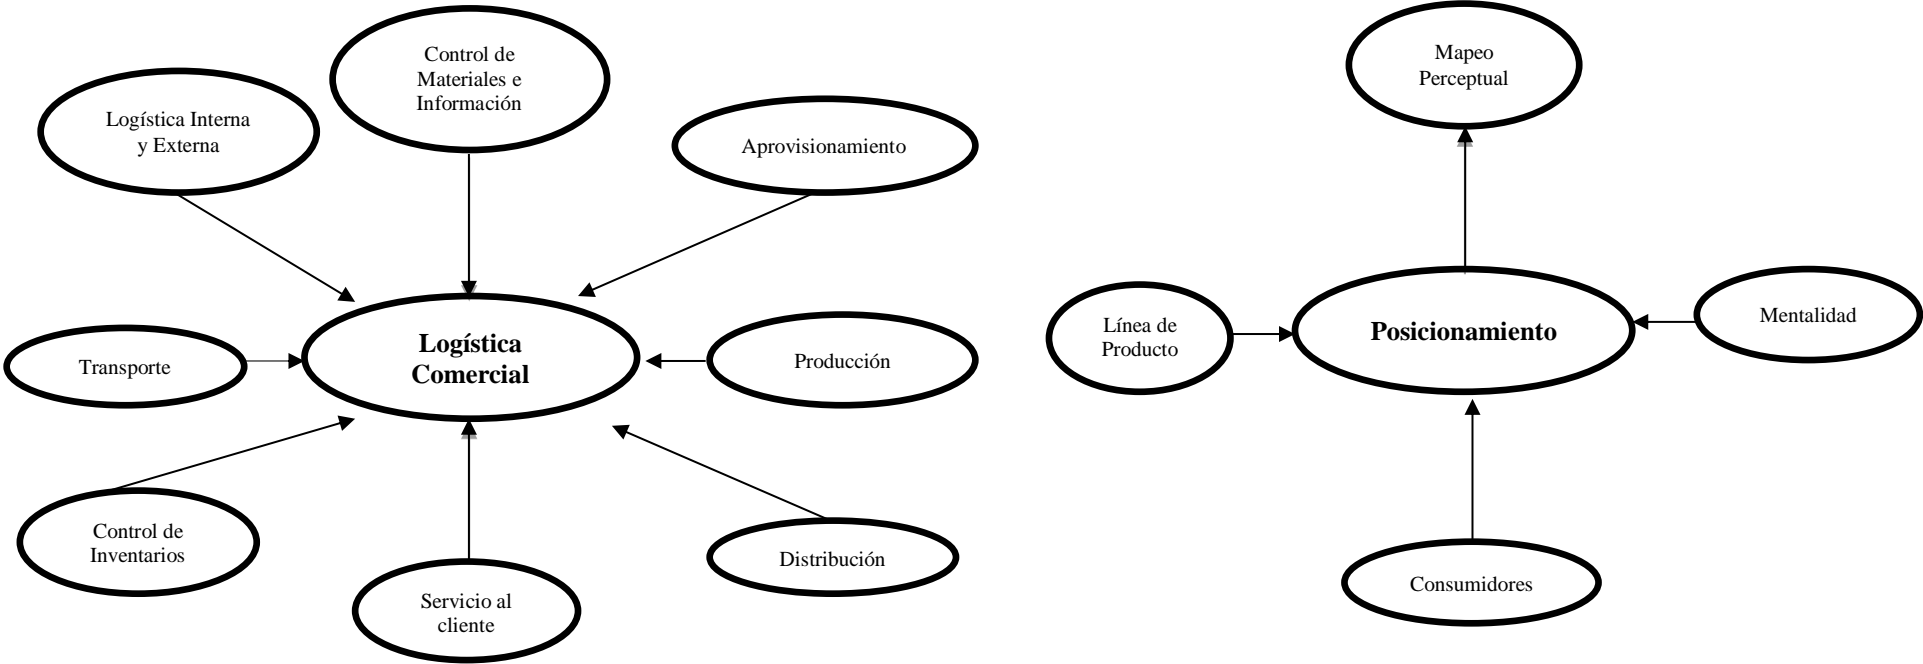 Control de
Materiales e
Información
Logística Interna
y Externa
Aprovisionamiento
Transporte
Logística
Comercial
Producción
Control de
Inventarios
Servicio al
cliente
Distribución
Mapeo
Perceptual
Línea de
Producto
Posicionamiento
Mentalidad
Consumidores